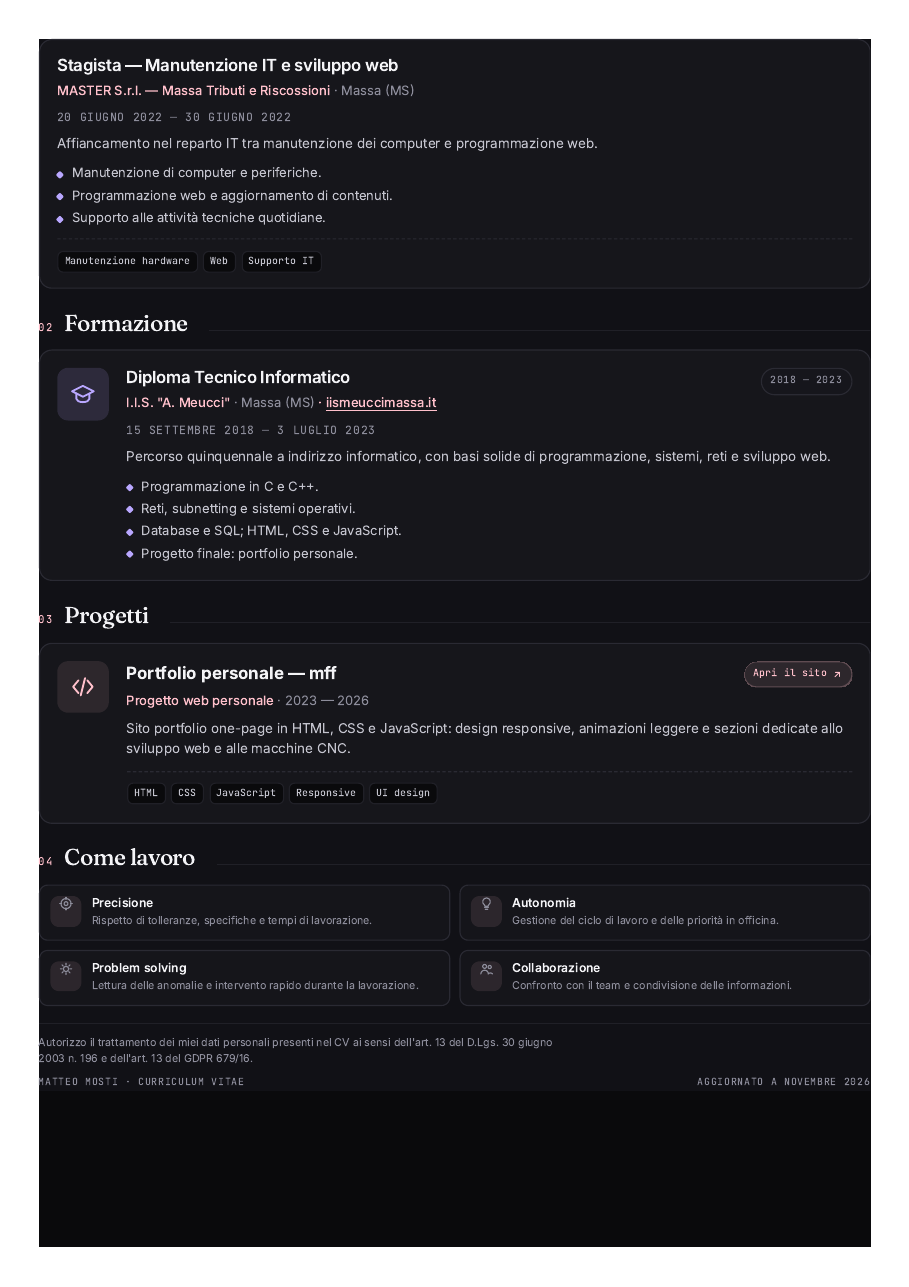 Stagista — Manutenzione IT e sviluppo web
MASTER S.r.l. — Massa Tributi e Riscossioni · Massa (MS)
20 GIUGNO 2022 — 30 GIUGNO 2022
Affiancamento nel reparto IT tra manutenzione dei computer e programmazione web.
Manutenzione di computer e periferiche.
Programmazione web e aggiornamento di contenuti.
Supporto alle attività tecniche quotidiane.
Manutenzione hardware Web Supporto IT
02 Formazione
Diploma Tecnico Informatico 2018 — 2023
I.I.S. "A. Meucci" · Massa (MS) · iismeuccimassa.it
15 SETTEMBRE 2018 — 3 LUGLIO 2023
Percorso quinquennale a indirizzo informatico, con basi solide di programmazione, sistemi, reti e sviluppo web.
Programmazione in C e C++.
Reti, subnetting e sistemi operativi.
Database e SQL; HTML, CSS e JavaScript.
Progetto finale: portfolio personale.
03 Progetti
Portfolio personale — mff Apri il sito ↗
Progetto web personale · 2023 — 2026
Sito portfolio one-page in HTML, CSS e JavaScript: design responsive, animazioni leggere e sezioni dedicate allo
sviluppo web e alle macchine CNC.
HTML CSS JavaScript Responsive UI design
04 Come lavoro
Precisione
Rispetto di tolleranze, specifiche e tempi di lavorazione.
Autonomia
Gestione del ciclo di lavoro e delle priorità in officina.
Problem solving
Lettura delle anomalie e intervento rapido durante la lavorazione.
Collaborazione
Confronto con il team e condivisione delle informazioni.
Autorizzo il trattamento dei miei dati personali presenti nel CV ai sensi dell'art. 13 del D.Lgs. 30 giugno
2003 n. 196 e dell'art. 13 del GDPR 679/16.
MATTEO MOSTI · CURRICULUM VITAE AGGIORNATO A NOVEMBRE 2026